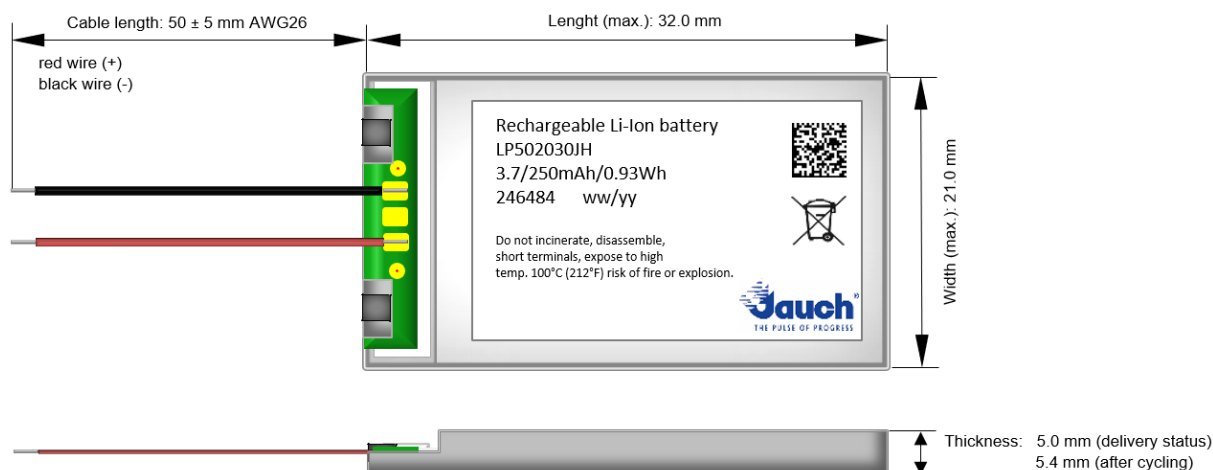 Cable length: 50 ± 5 mm AWG26
Lenght (max.): 32.0 mm
red wire (+)
black wire (-)
Rechargeable Li-Ion battery
LP502030JH
3.7/250mAh/0.93Wh
246484 ww/yy
Do not incinerate, disassemble,
short terminals, expose to high
temp. 100°C (212°F) risk of fire or explosion.
Jauch®
THE PULSE OF PROGRESS
Width (max.): 21.0 mm
Thickness: 5.0 mm (delivery status)
5.4 mm (after cycling)